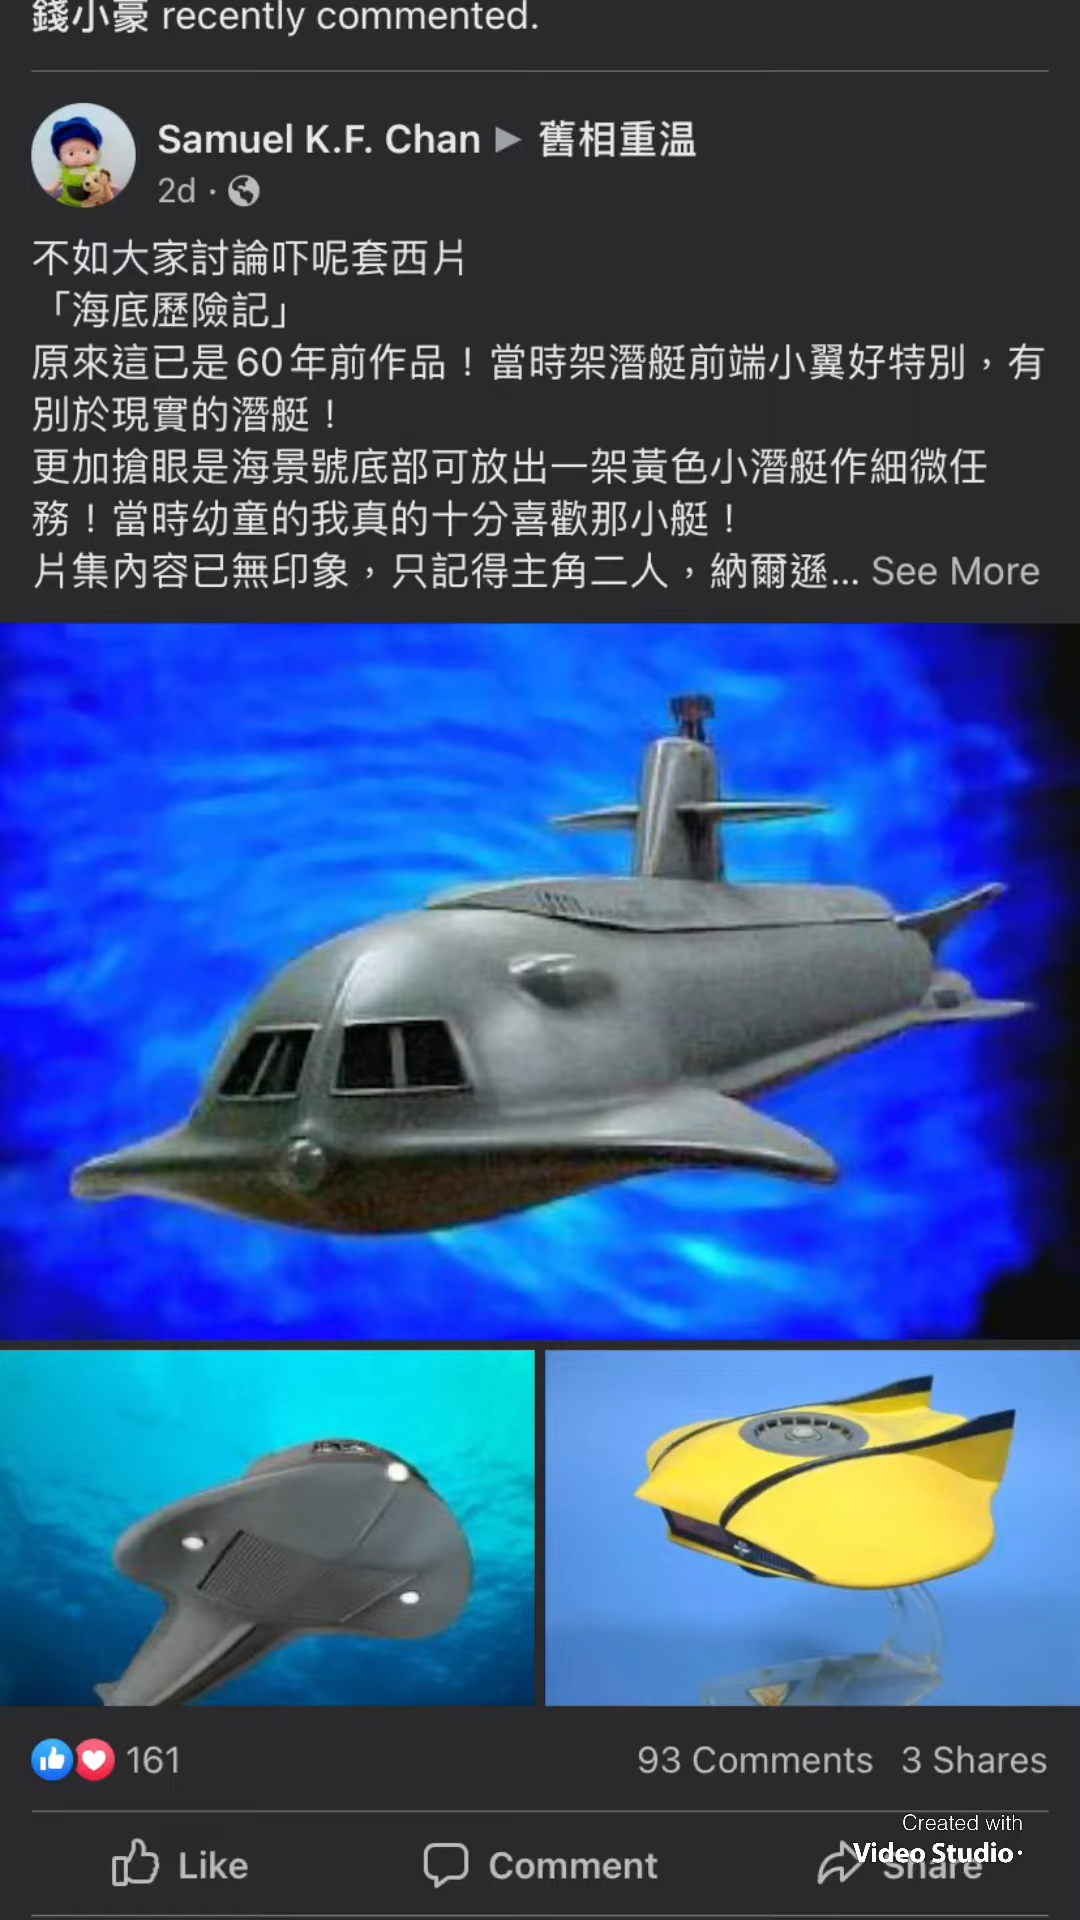 錢小豪 recently commented.
Samuel K.F. Chan ▶ 舊相重温
2d ·
不如大家討論吓呢套西片
「海底歷險記」
原來這已是60年前作品！當時架潛艇前端小翼好特別，有
別於現實的潛艇！
更加搶眼是海景號底部可放出一架黃色小潛艇作細微任
務！當時幼童的我真的十分喜歡那小艇！
片集內容已無印象，只記得主角二人，納爾遜... See More
161
93 Comments 3 Shares
Created with
Video Studio
Like
Comment
Share